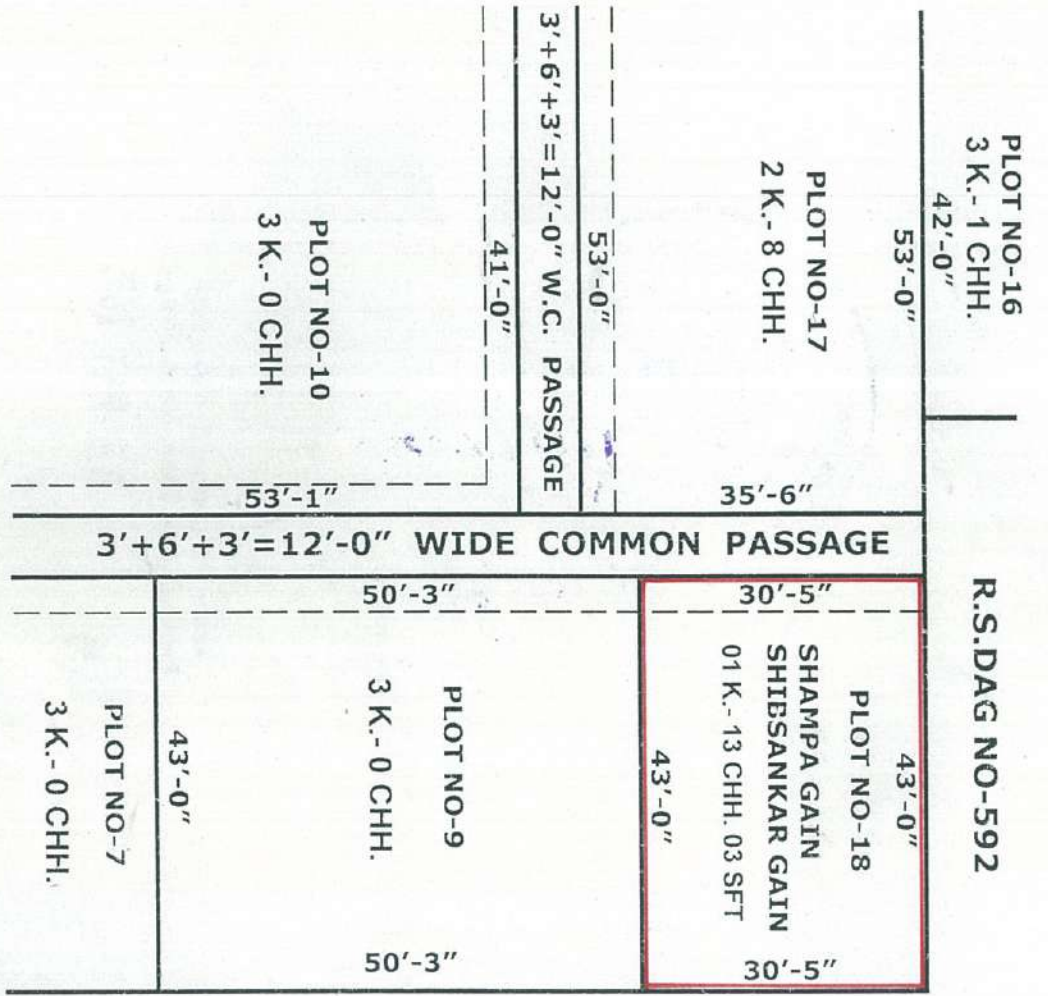 PLOT NO-16
3 K.- 1 CHH.
42'-0"
53'-0"
PLOT NO-17
2 K.- 8 CHH.
53'-0"
3'+6'+3'=12'-0" W.C. PASSAGE
41'-0"
PLOT NO-10
3 K.- 0 CHH.
53'-1"
35'-6"
3'+6'+3'=12'-0" WIDE COMMON PASSAGE
R.S.DAG NO-592
50'-3"
30'-5"
43'-0"
PLOT NO-18
SHAMPA GAIN
SHIBSANKAR GAIN
01 K.- 13 CHH. 03 SFT
43'-0"
30'-5"
PLOT NO-9
3 K.- 0 CHH.
50'-3"
43'-0"
PLOT NO-7
3 K.- 0 CHH.